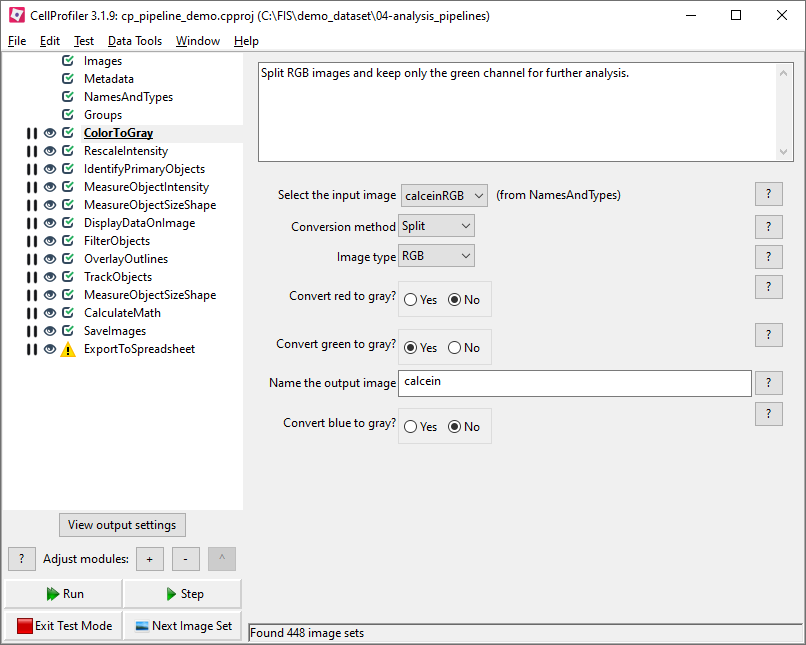 CellProfiler 3.1.9: cp_pipeline_demo.cpproj (C:\FIS\demo_dataset\04-analysis_pipelines)
File Edit Test Data Tools Window Help
Images
Metadata
NamesAndTypes
Groups
ColorToGray
RescaleIntensity
IdentifyPrimaryObjects
MeasureObjectIntensity
MeasureObjectSizeShape
DisplayDataOnImage
FilterObjects
OverlayOutlines
TrackObjects
MeasureObjectSizeShape
CalculateMath
SaveImages
ExportToSpreadsheet
View output settings
? Adjust modules: + - ^
Run Step
Exit Test Mode Next Image Set
Split RGB images and keep only the green channel for further analysis.
Select the input image calceinRGB (from NamesAndTypes) ?
Conversion method Split ?
Image type RGB ?
Convert red to gray? Yes No ?
Convert green to gray? Yes No ?
Name the output image calcein ?
Convert blue to gray? Yes No ?
Found 448 image sets